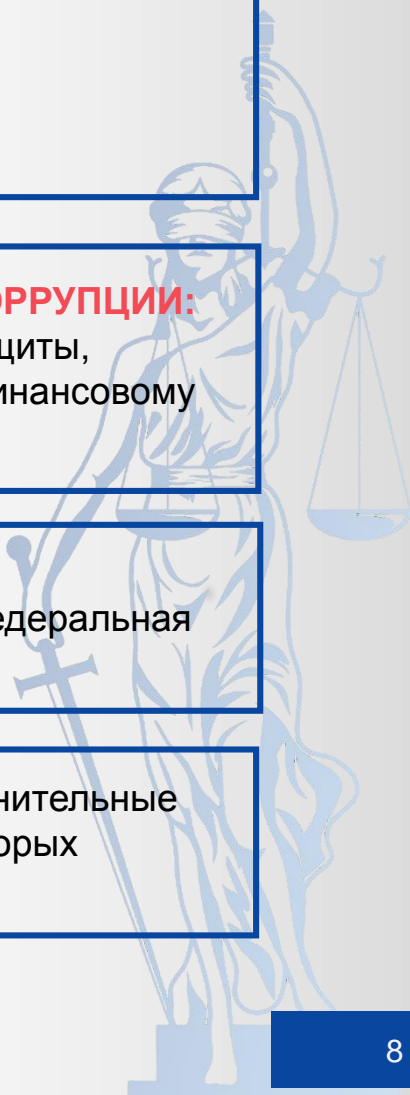 ОРРУПЦИИ:
щиты,
инансовому
едеральная
нительные
орых
8